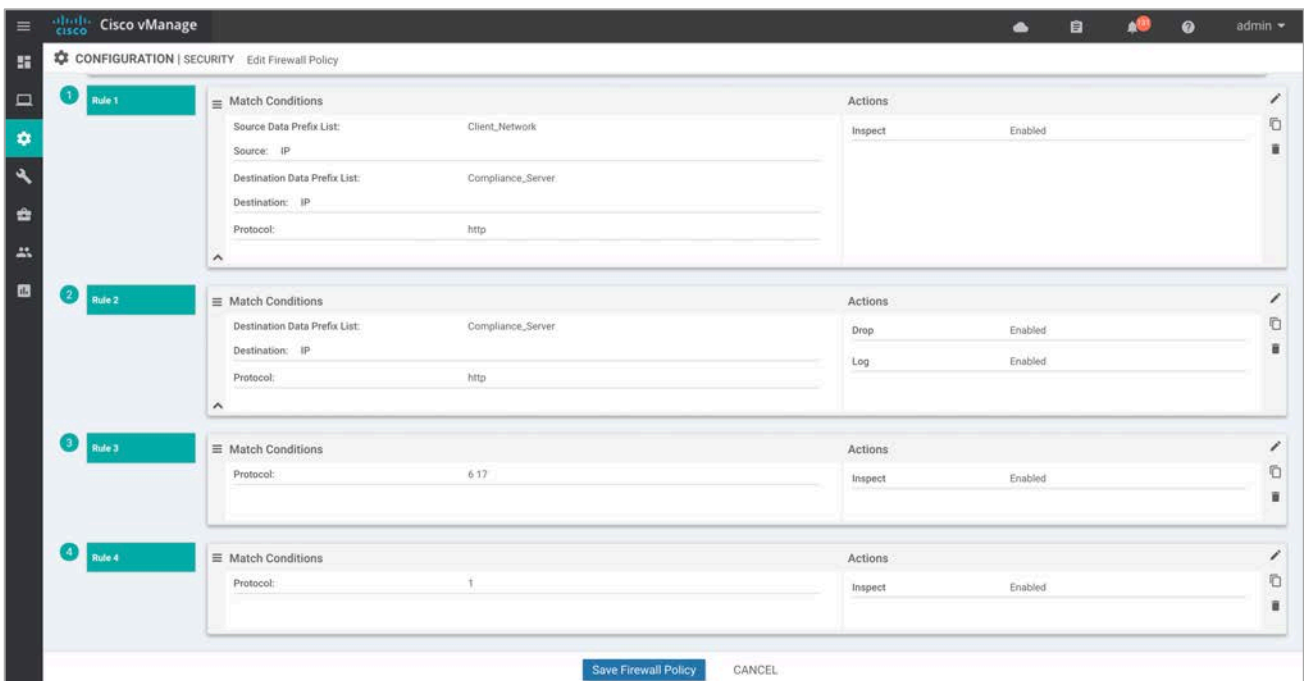 CISCO Cisco vManage 131 admin
CONFIGURATION | SECURITY Edit Firewall Policy
1 Rule 1 Match Conditions Actions
Source Data Prefix List: Client_Network Inspect Enabled
Source: IP
Destination Data Prefix List: Compliance_Server
Destination: IP
Protocol: http
2 Rule 2 Match Conditions Actions
Destination Data Prefix List: Compliance_Server Drop Enabled
Destination: IP Log Enabled
Protocol: http
3 Rule 3 Match Conditions Actions
Protocol: 6 17 Inspect Enabled
4 Rule 4 Match Conditions Actions
Protocol: 1 Inspect Enabled
Save Firewall Policy CANCEL